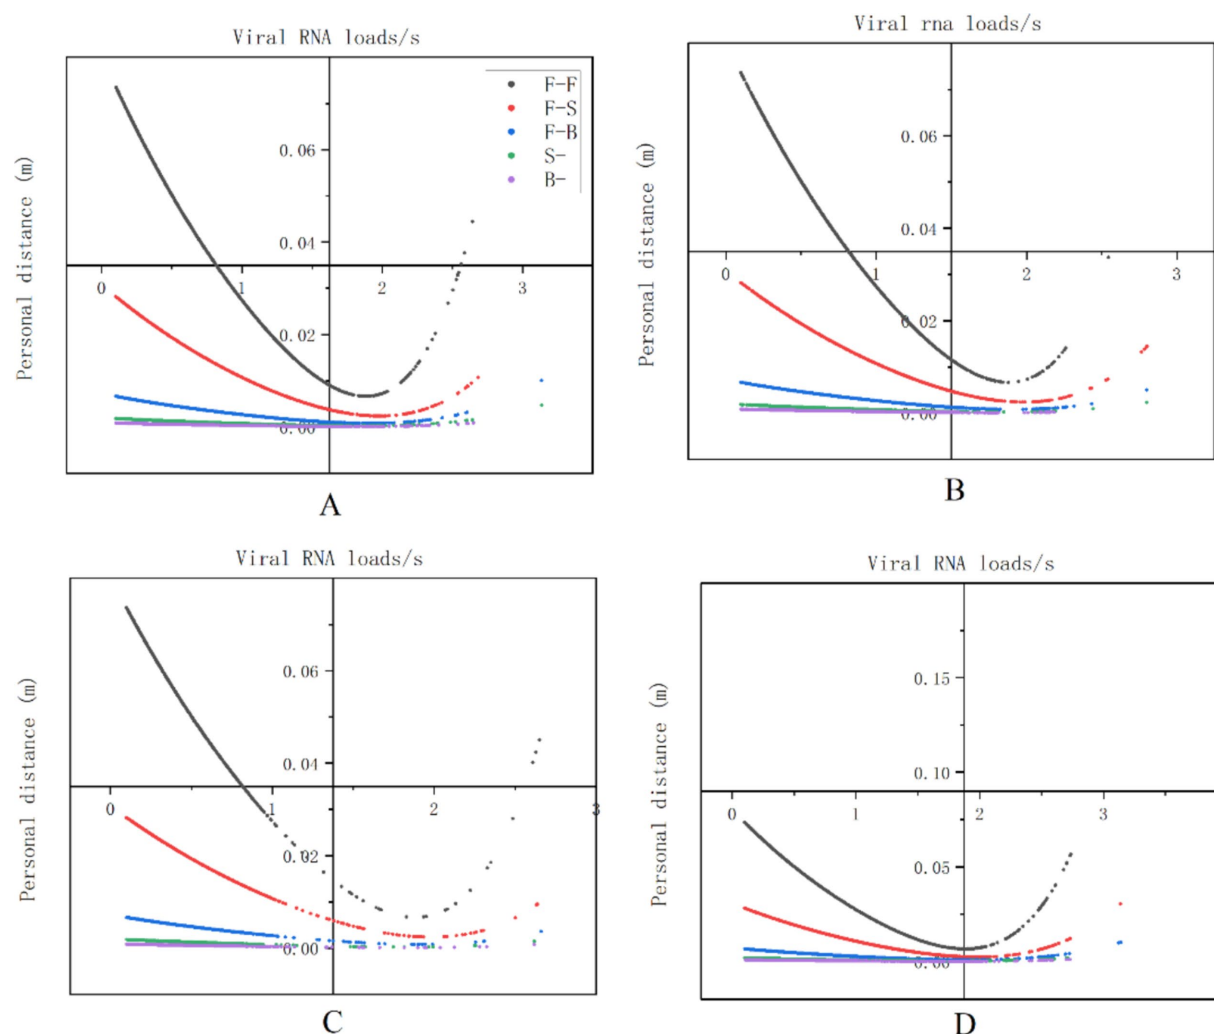 Viral RNA loads/s
Personal distance (m)
F-F
F-S
F-B
S-
B-
0.06
0.04
0.02
0.00
0
1
2
3
A
Viral rna loads/s
Personal distance (m)
0.06
0.04
0.02
0.00
0
1
2
3
B
Viral RNA loads/s
Personal distance (m)
0.06
0.04
0.02
0.00
0
1
2
3
C
Viral RNA loads/s
Personal distance (m)
0.15
0.10
0.05
0.00
0
1
2
3
D